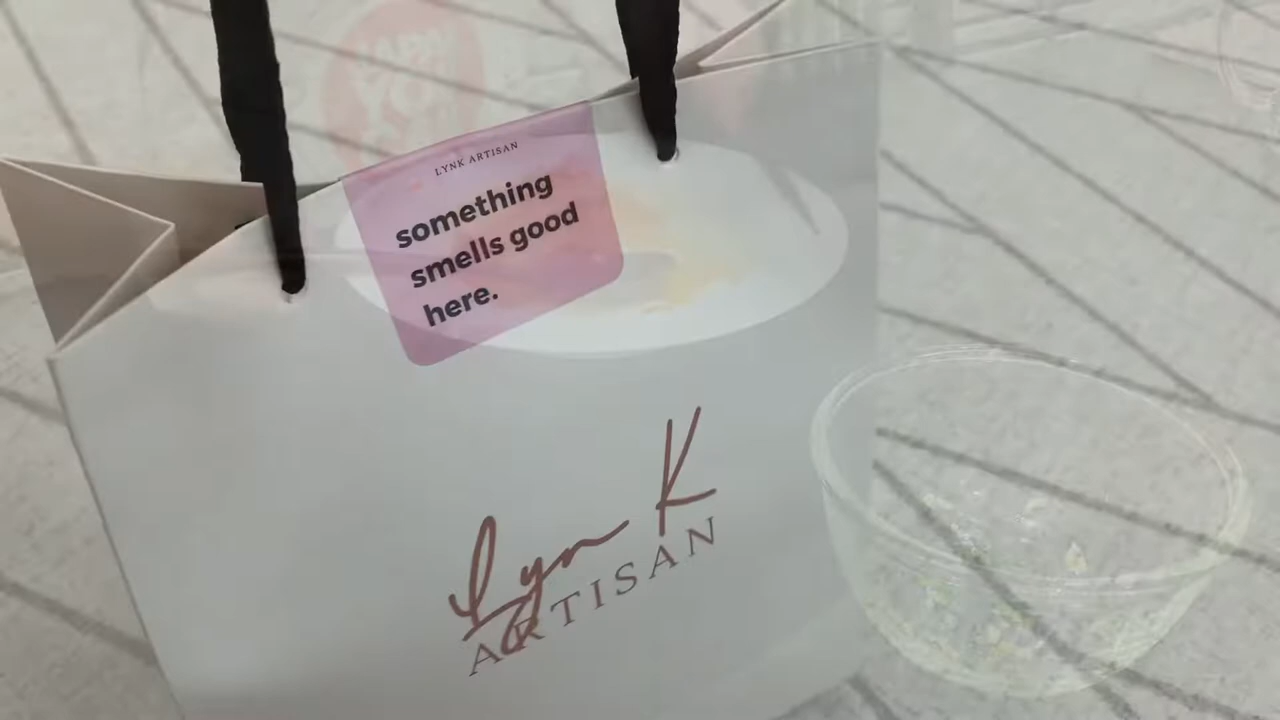 LYNK ARTISAN
something
smells good
here.
Lyn K
ARTISAN